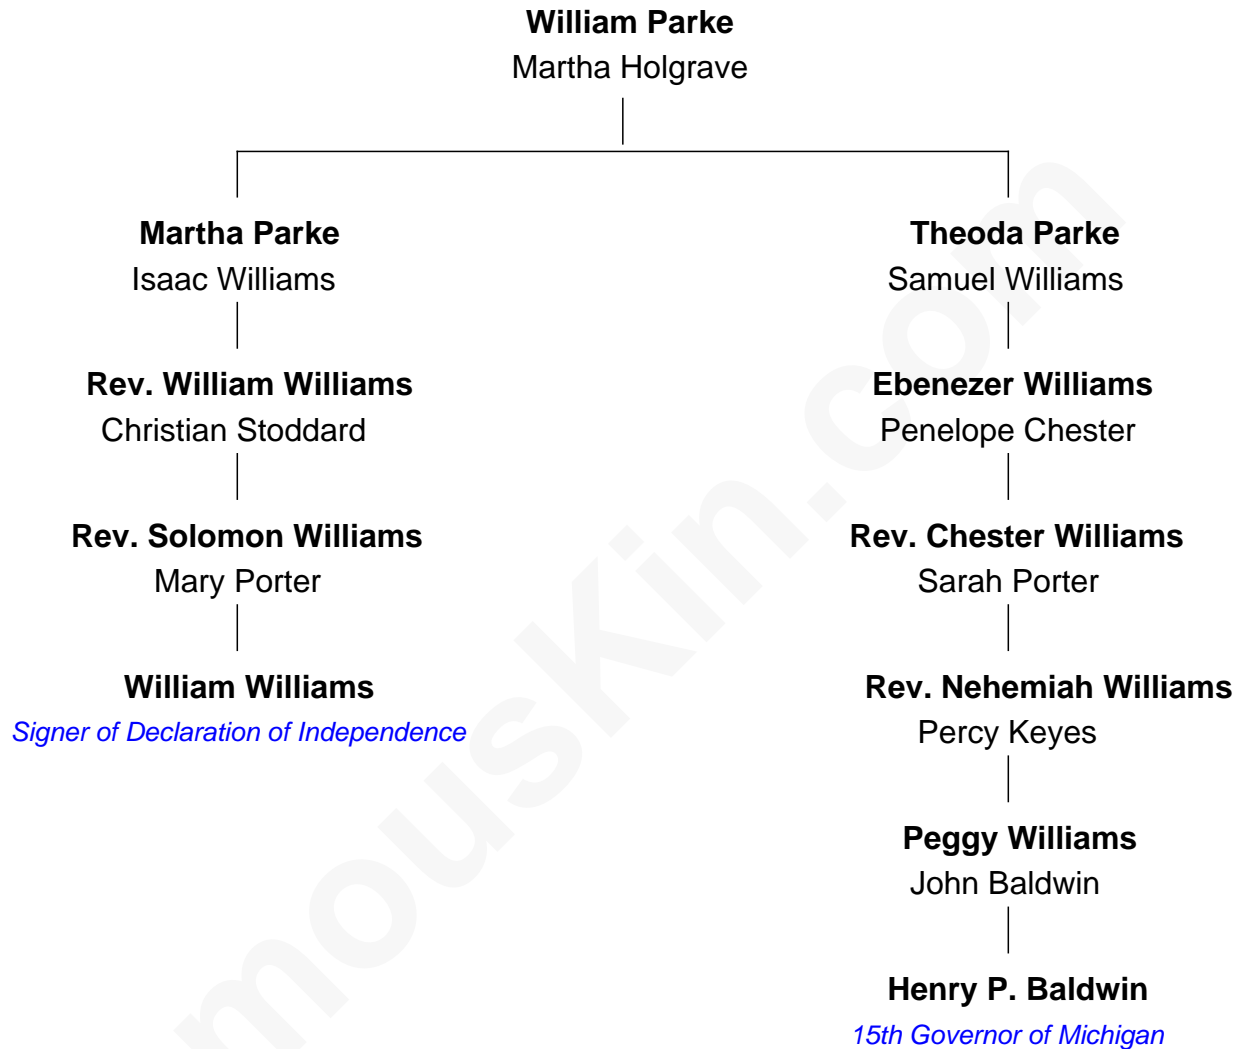 William Parke
Martha Holgrave
Martha Parke
Isaac Williams
Rev. William Williams
Christian Stoddard
Rev. Solomon Williams
Mary Porter
William Williams
Signer of Declaration of Independence
Theoda Parke
Samuel Williams
Ebenezer Williams
Penelope Chester
Rev. Chester Williams
Sarah Porter
Rev. Nehemiah Williams
Percy Keyes
Peggy Williams
John Baldwin
Henry P. Baldwin
15th Governor of Michigan
mousKin.com